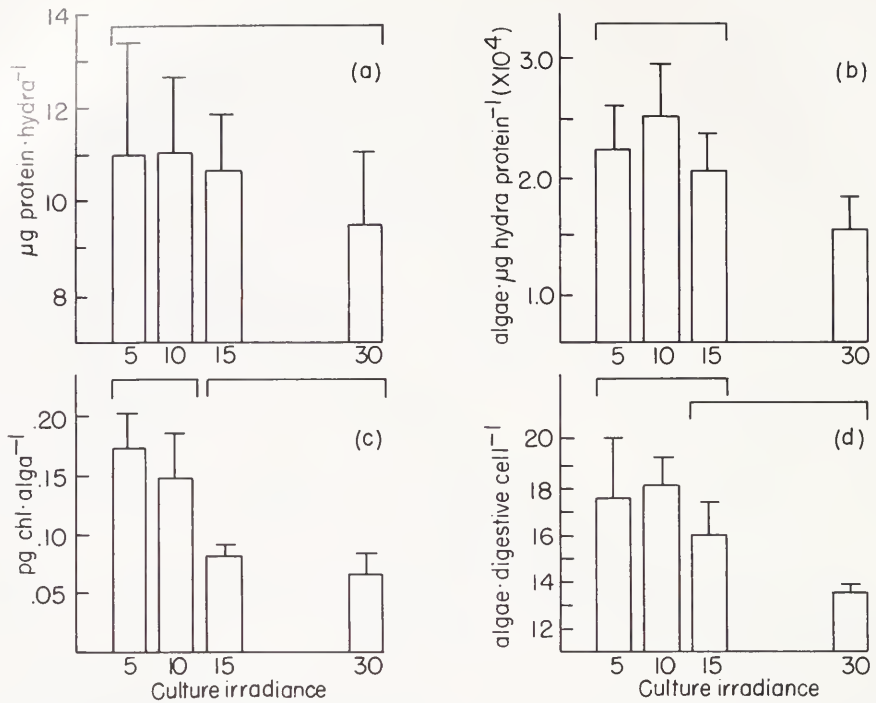 (a)
µg protein·hydra⁻¹
14
12
10
8
5 10 15 30
(b)
algae·µg hydra protein⁻¹ (X10⁴)
3.0
2.0
1.0
5 10 15 30
(c)
pg chl·alga⁻¹
.20
.15
.10
.05
5 10 15 30
Culture irradiance
(d)
algae·digestive cell⁻¹
20
18
16
14
12
5 10 15 30
Culture irradiance